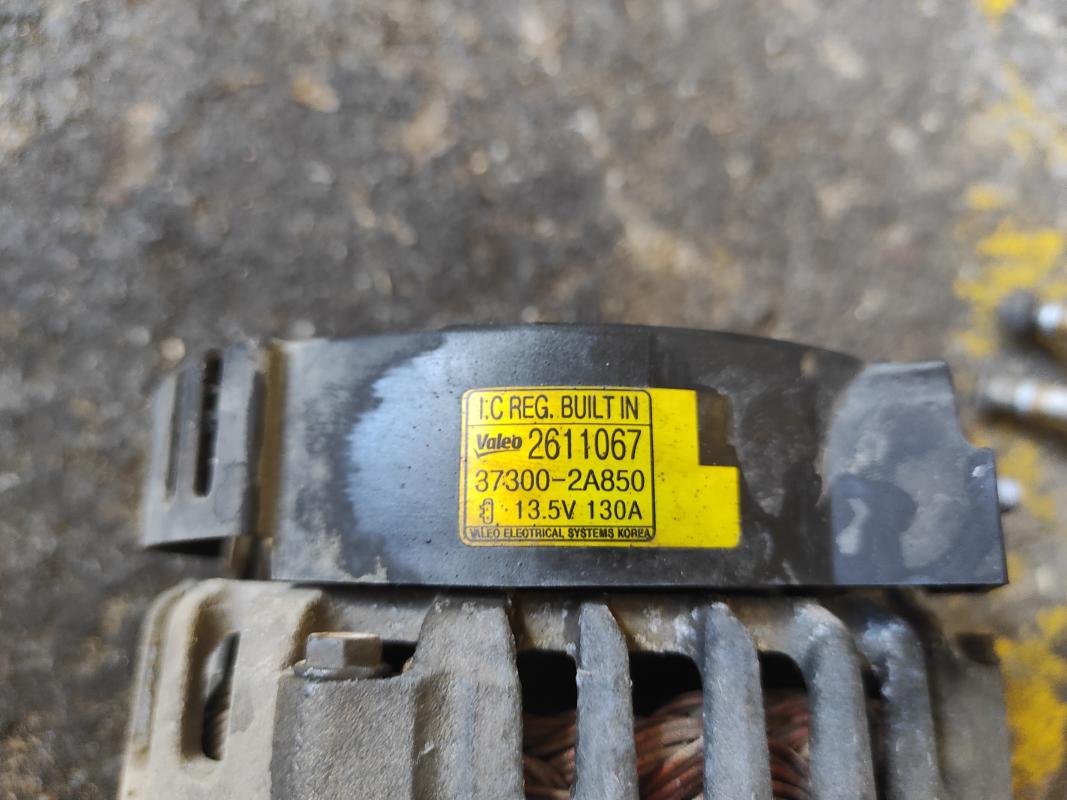 I.C REG. BUILT IN
Valeo 2611067
37300-2A850
13.5V 130A
VALEO ELECTRICAL SYSTEMS KOREA